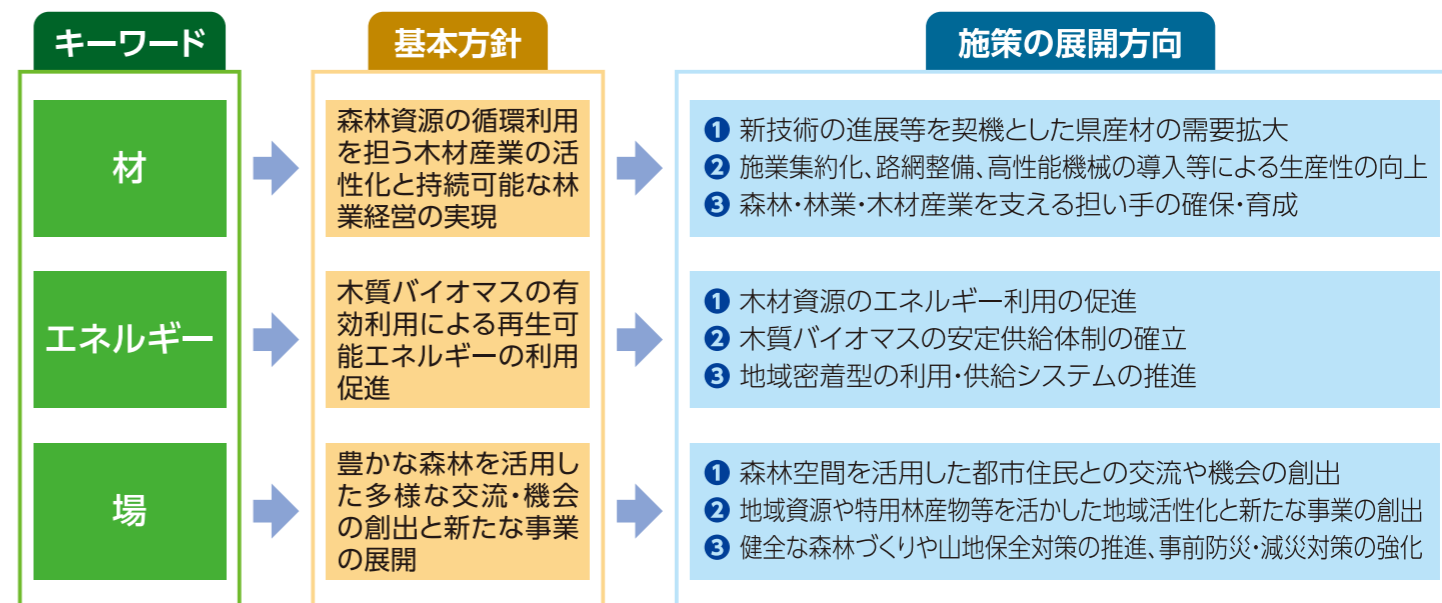 キーワード
基本方針
施策の展開方向
材
森林資源の循環利用
を担う木材産業の活
性化と持続可能な林
業経営の実現
❶ 新技術の進展等を契機とした県産材の需要拡大
❷ 施業集約化、路網整備、高性能機械の導入等による生産性の向上
❸ 森林・林業・木材産業を支える担い手の確保・育成
エネルギー
木質バイオマスの有
効利用による再生可
能エネルギーの利用
促進
❶ 木材資源のエネルギー利用の促進
❷ 木質バイオマスの安定供給体制の確立
❸ 地域密着型の利用・供給システムの推進
場
豊かな森林を活用し
た多様な交流・機会
の創出と新たな事業
の展開
❶ 森林空間を活用した都市住民との交流や機会の創出
❷ 地域資源や特用林産物等を活かした地域活性化と新たな事業の創出
❸ 健全な森林づくりや山地保全対策の推進、事前防災・減災対策の強化